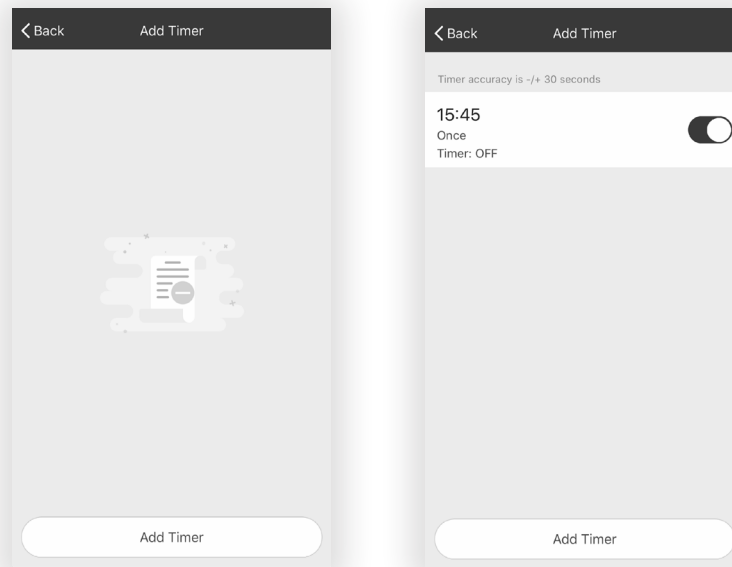 Back
Add Timer
Add Timer
Back
Add Timer
Timer accuracy is -/+ 30 seconds
15:45
Once
Timer: OFF
Add Timer